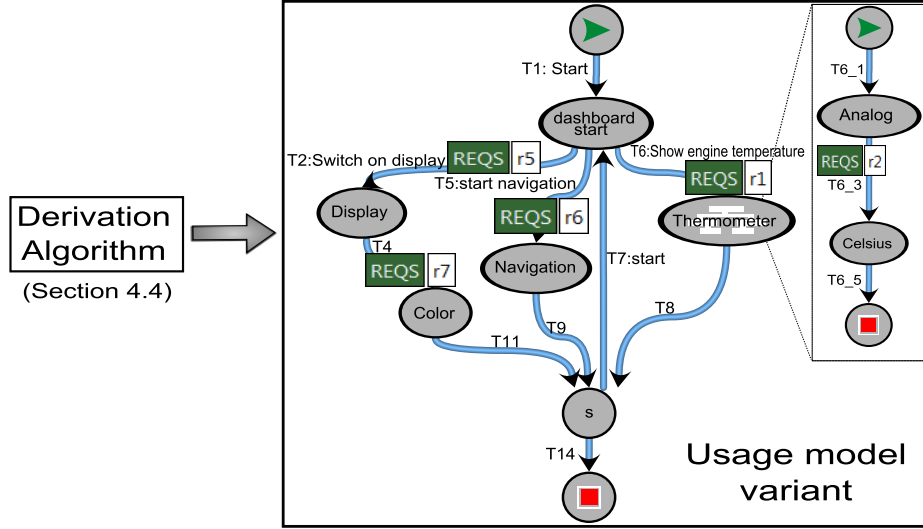 Derivation
Algorithm
(Section 4.4)
T1: Start
dashboard
start
T2:Switch on display
REQS r5
T5:start navigation
T6:Show engine temperature
REQS r1
Display
REQS r6
Thermometer
T4
REQS r7
Navigation
T7:start
Color
T11
T9
T8
s
T14
Usage model
variant
T6_1
Analog
REQS r2
T6_3
Celsius
T6_5